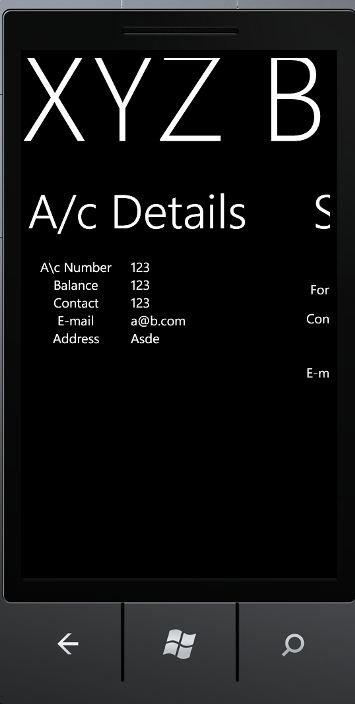 XYZ B
A/c Details
S
A\c Number 123
Balance 123
Contact 123
E-mail a@b.com
Address Asde
For
Con
E-m